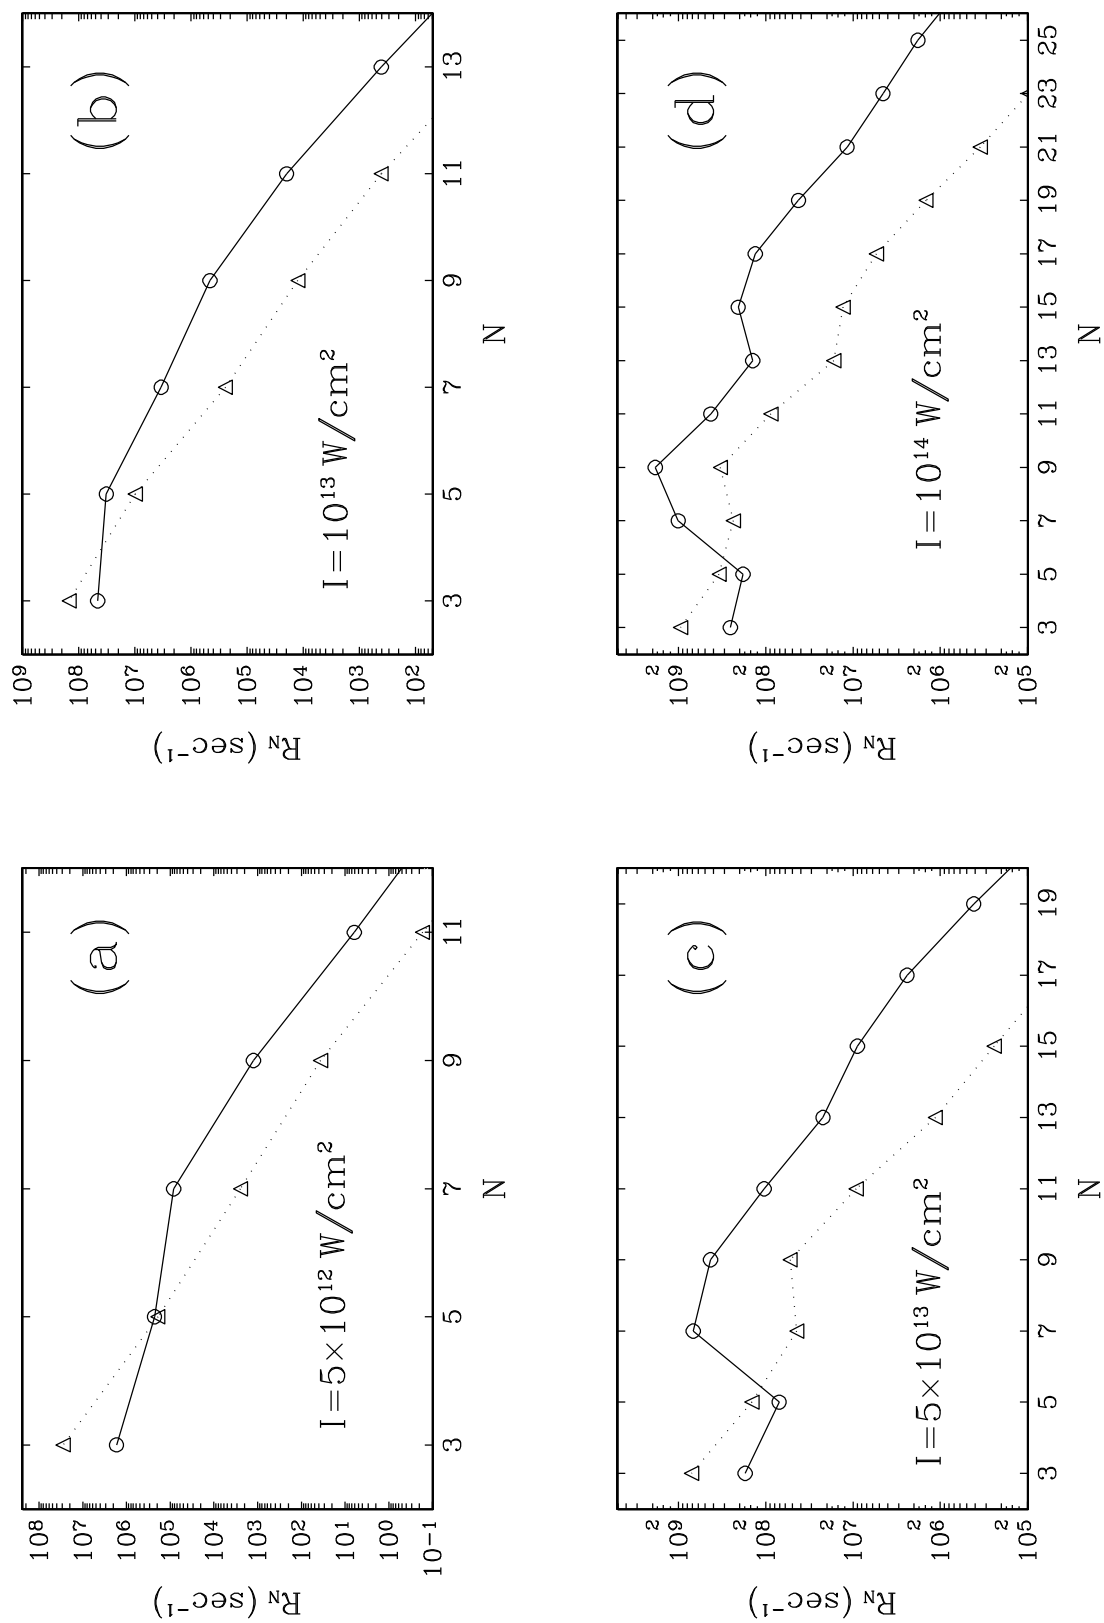 (a)
I=5×10¹² W/cm²
R_N (sec⁻¹)
10⁸
10⁷
10⁶
10⁵
10⁴
10³
10²
10¹
10⁰
10⁻¹
3 5 7 9 11
N
(b)
I=10¹³ W/cm²
R_N (sec⁻¹)
10⁹
10⁸
10⁷
10⁶
10⁵
10⁴
10³
10²
3 5 7 9 11 13
N
(c)
I=5×10¹³ W/cm²
R_N (sec⁻¹)
2
10⁹
2
10⁸
2
10⁷
2
10⁶
2
10⁵
3 5 7 9 11 13 15 17 19
N
(d)
I=10¹⁴ W/cm²
R_N (sec⁻¹)
2
10⁹
2
10⁸
2
10⁷
2
10⁶
2
10⁵
3 5 7 9 11 13 15 17 19 21 23 25
N